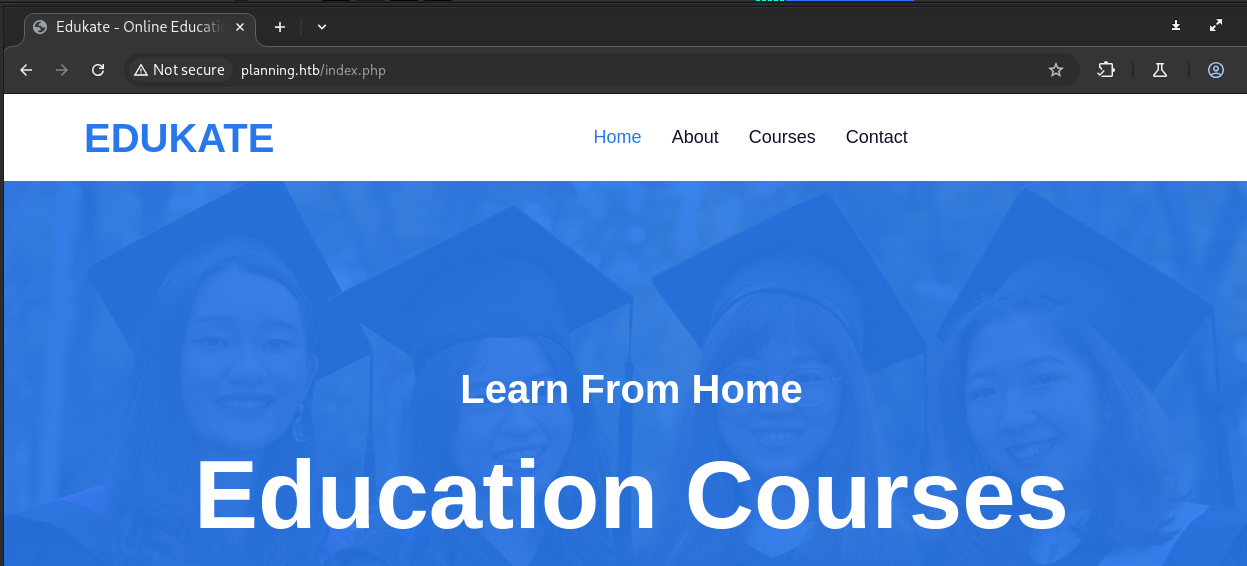 Edukate - Online Educati
Not secure planning.htb/index.php
EDUKATE
Home About Courses Contact
Learn From Home
Education Courses